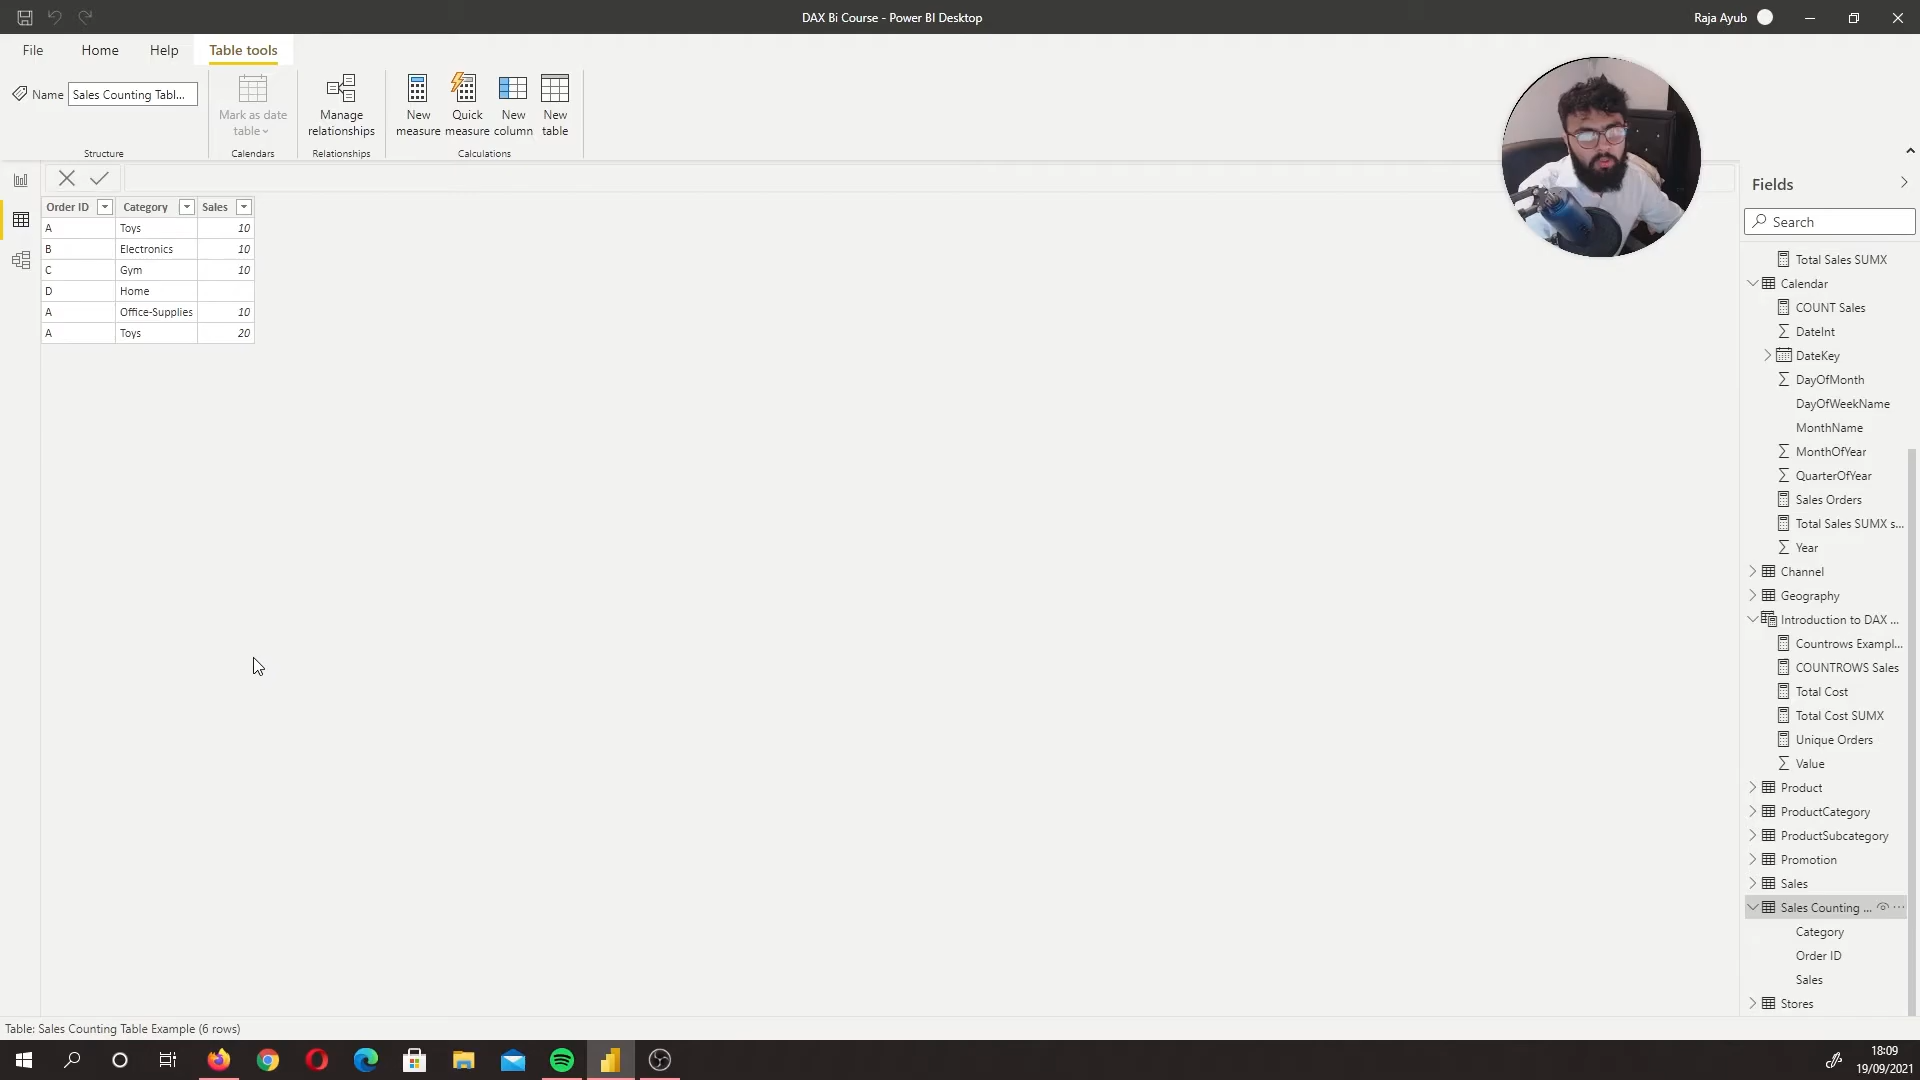 DAX Bi Course - Power BI Desktop
Raja Ayub
File
Home
Help
Table tools
Name
Sales Counting Tabl...
Mark as date
table
Manage
relationships
New
measure
Quick
measure
New
column
New
table
Structure
Calendars
Relationships
Calculations
Order ID
Category
Sales
A
Toys
10
B
Electronics
10
C
Gym
10
D
Home
A
Office-Supplies
10
A
Toys
20
Fields
Search
Total Sales SUMX
Calendar
COUNT Sales
DateInt
DateKey
DayOfMonth
DayOfWeekName
MonthName
MonthOfYear
QuarterOfYear
Sales Orders
Total Sales SUMX s...
Year
Channel
Geography
Introduction to DAX ...
Countrows Exampl...
COUNTROWS Sales
Total Cost
Total Cost SUMX
Unique Orders
Value
Product
ProductCategory
ProductSubcategory
Promotion
Sales
Sales Counting ...
Category
Order ID
Sales
Stores
Table: Sales Counting Table Example (6 rows)
18:09
19/09/2021